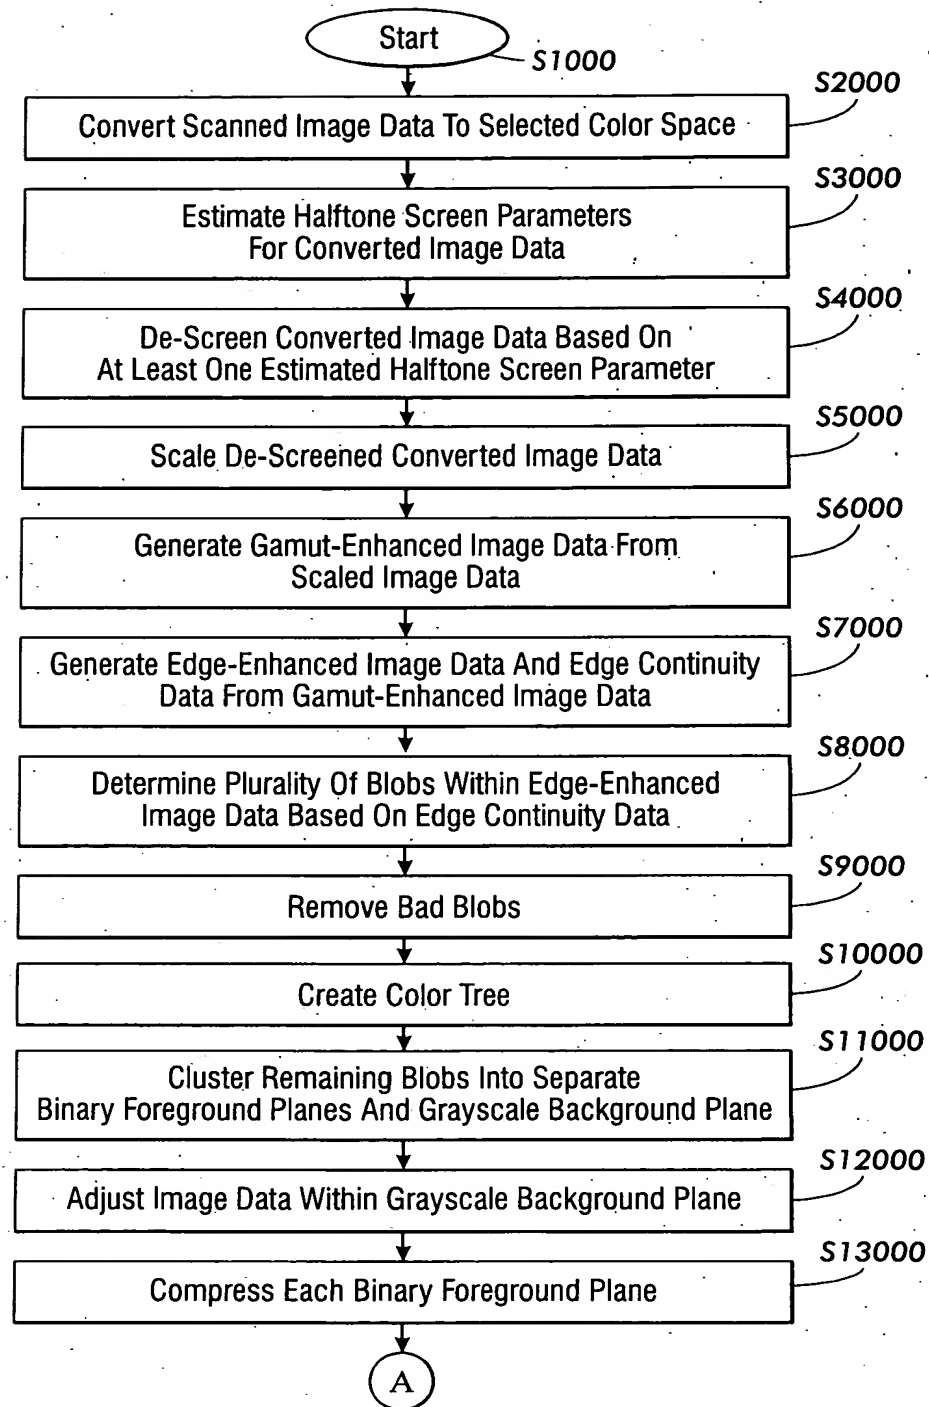 Start
S1000
S2000
Convert Scanned Image Data To Selected Color Space
S3000
Estimate Halftone Screen Parameters
For Converted Image Data
S4000
De-Screen Converted Image Data Based On
At Least One Estimated Halftone Screen Parameter
S5000
Scale De-Screened Converted Image Data
S6000
Generate Gamut-Enhanced Image Data From
Scaled Image Data
S7000
Generate Edge-Enhanced Image Data And Edge Continuity
Data From Gamut-Enhanced Image Data
S8000
Determine Plurality Of Blobs Within Edge-Enhanced
Image Data Based On Edge Continuity Data
S9000
Remove Bad Blobs
S10000
Create Color Tree
S11000
Cluster Remaining Blobs Into Separate
Binary Foreground Planes And Grayscale Background Plane
S12000
Adjust Image Data Within Grayscale Background Plane
S13000
Compress Each Binary Foreground Plane
A